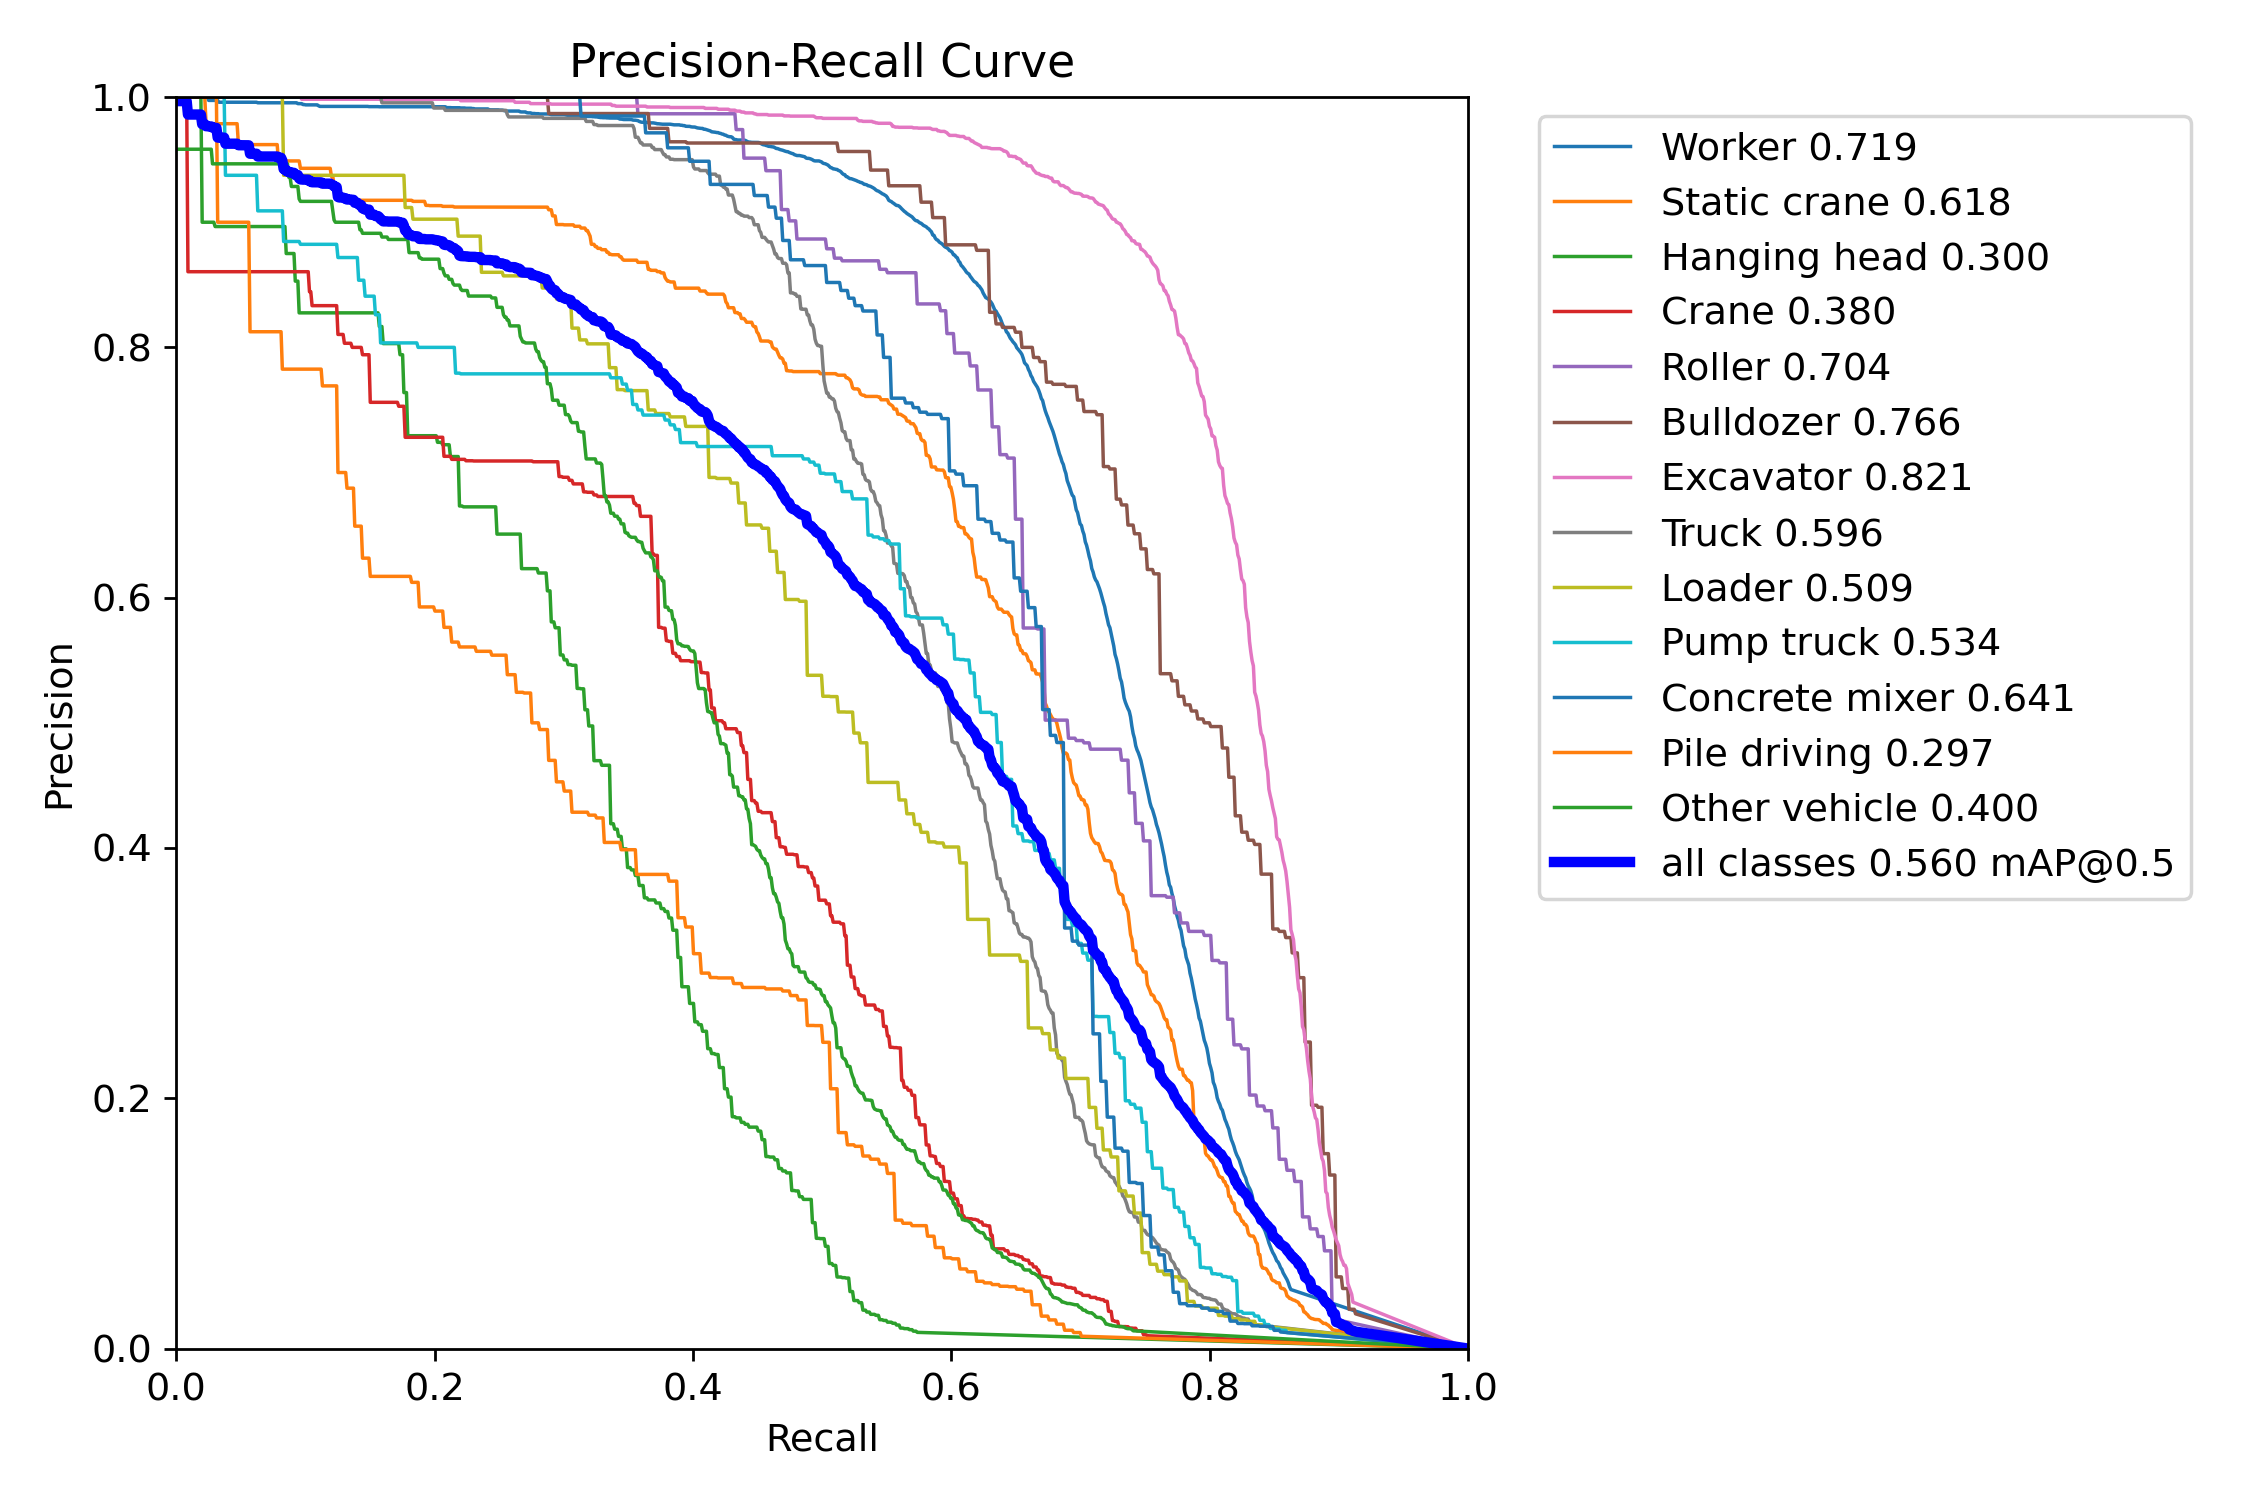 Precision-Recall Curve
1.0
0.8
0.6
0.4
0.2
0.0
Precision
0.0 0.2 0.4 0.6 0.8 1.0
Recall
Worker 0.719
Static crane 0.618
Hanging head 0.300
Crane 0.380
Roller 0.704
Bulldozer 0.766
Excavator 0.821
Truck 0.596
Loader 0.509
Pump truck 0.534
Concrete mixer 0.641
Pile driving 0.297
Other vehicle 0.400
all classes 0.560 mAP@0.5